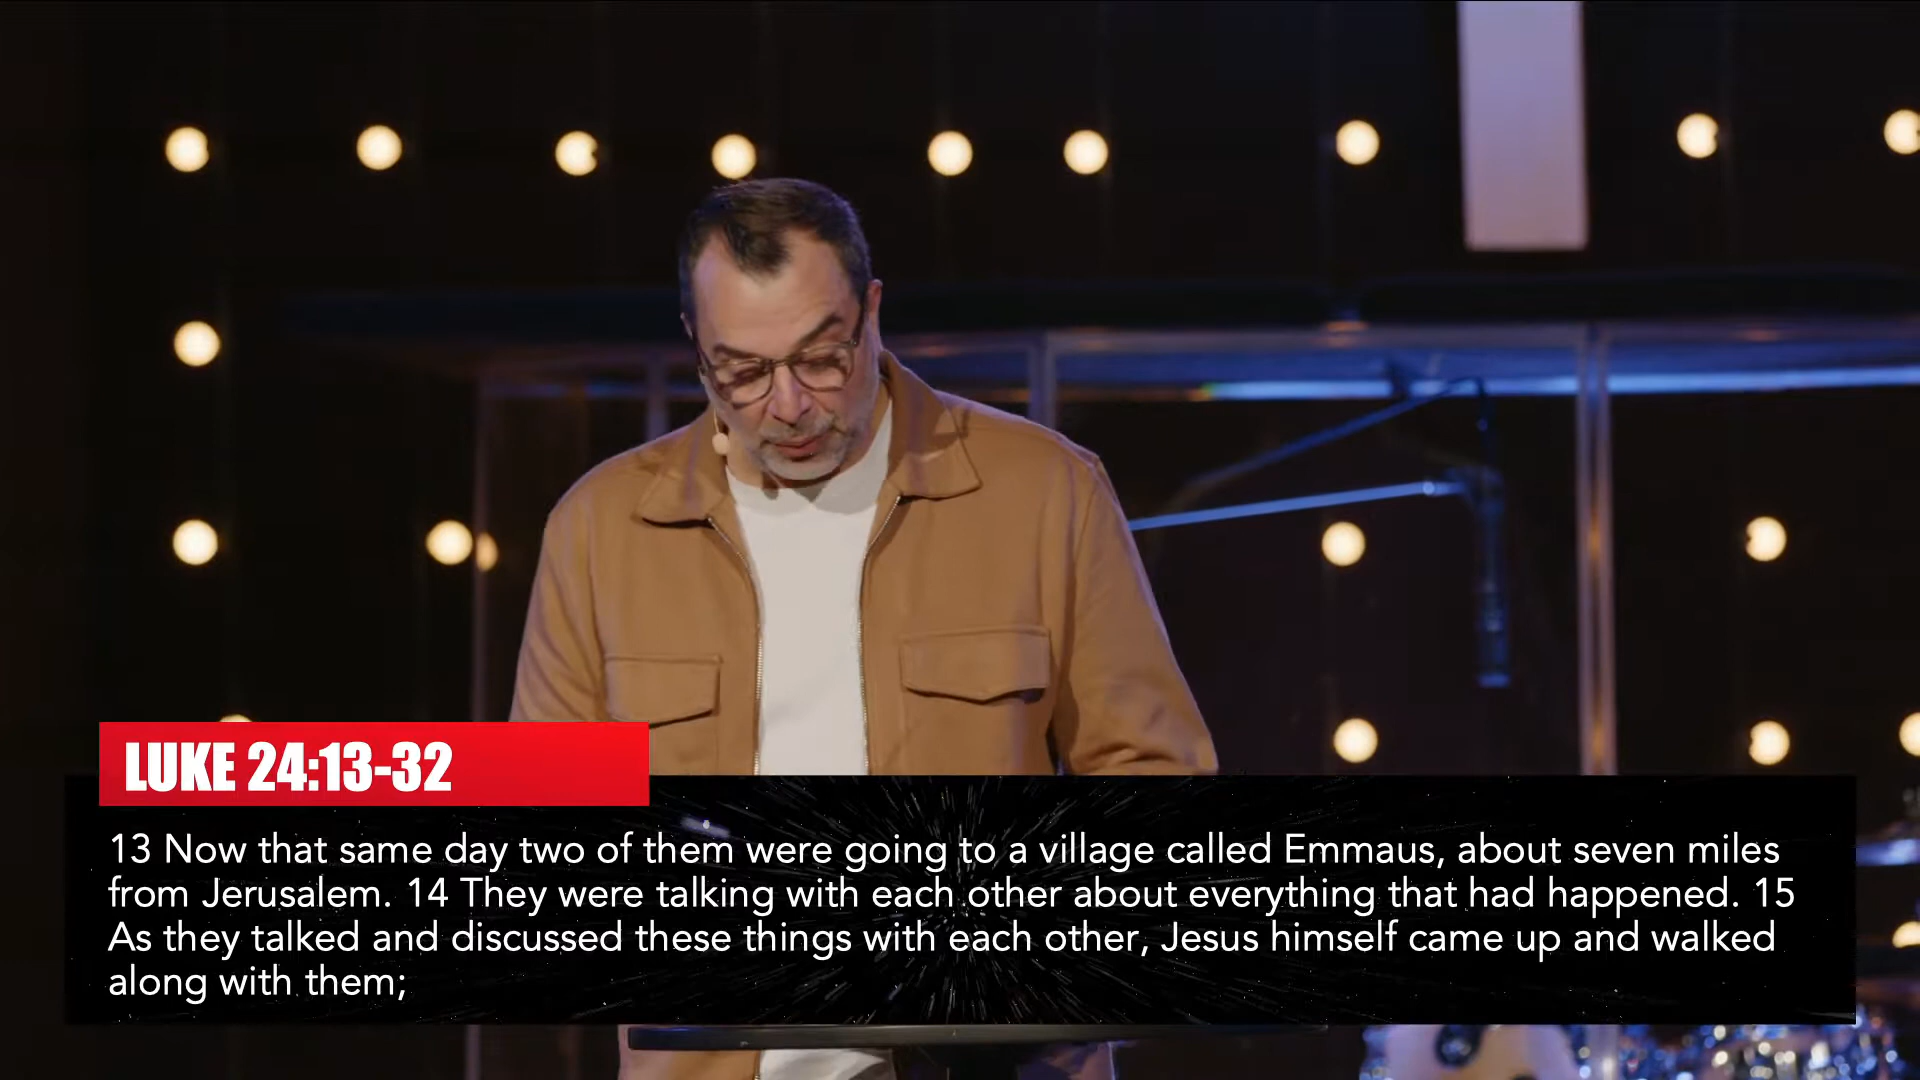 LUKE 24:13-32
13 Now that same day two of them were going to a village called Emmaus, about seven miles
from Jerusalem. 14 They were talking with each other about everything that had happened. 15
As they talked and discussed these things with each other, Jesus himself came up and walked
along with them;